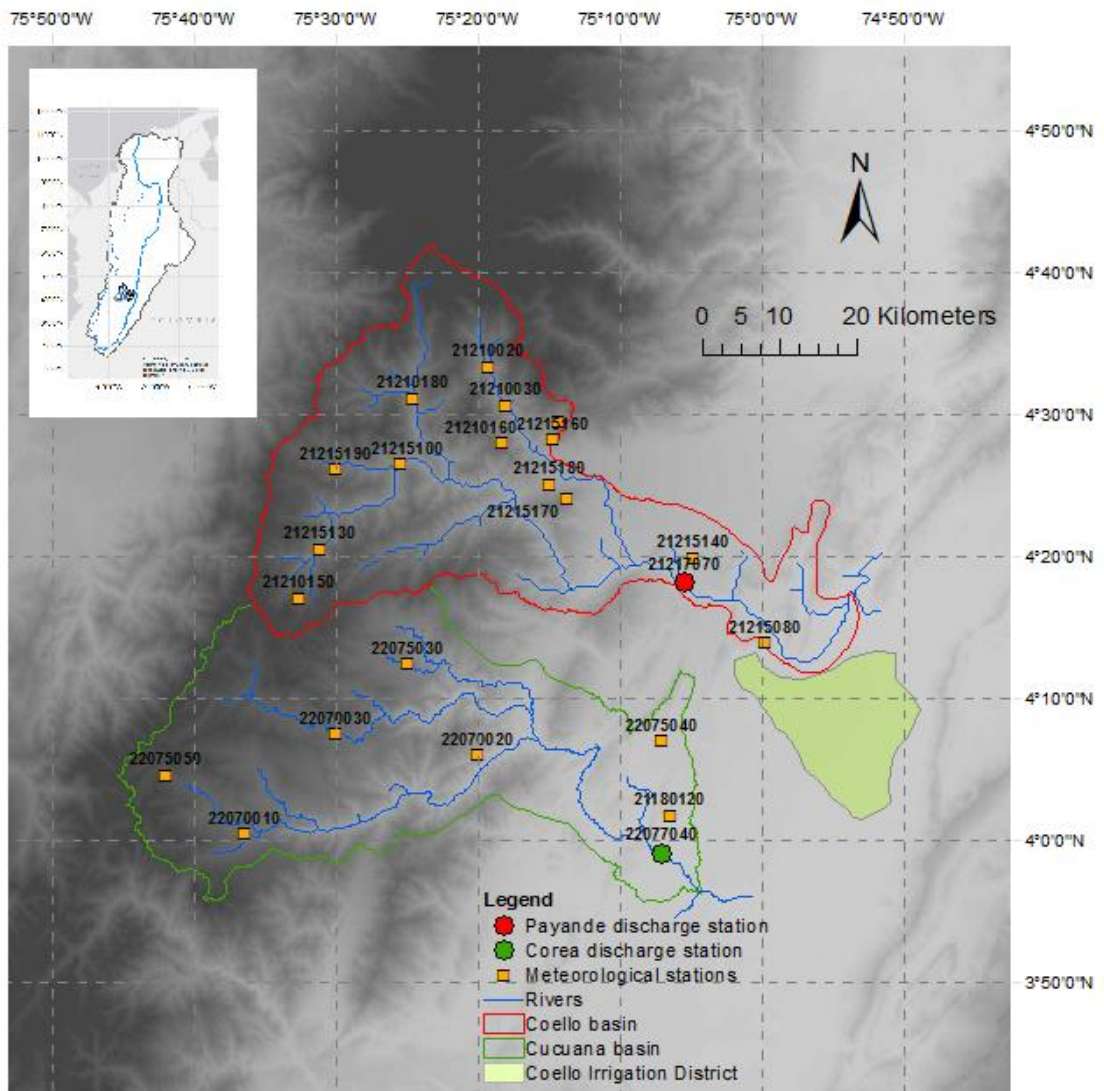 75°50'0"W 75°40'0"W 75°30'0"W 75°20'0"W 75°10'0"W 75°0'0"W 74°50'0"W
4°50'0"N
N
4°40'0"N
0 5 10 20 Kilometers
21210020
21210180
21210030
4°30'0"N
21210160 21215160
21215190 21215100
21215180
21215170
21215130
21215140
4°20'0"N
21217070
21210150
21215080
22075030
4°10'0"N
22070030
22075040
22070020
22075050
21180120
22070010
22077040
4°0'0"N
Legend
Payande discharge station
Corea discharge station
Meteorological stations
3°50'0"N
Rivers
Coello basin
Cucuana basin
Coello Irrigation District